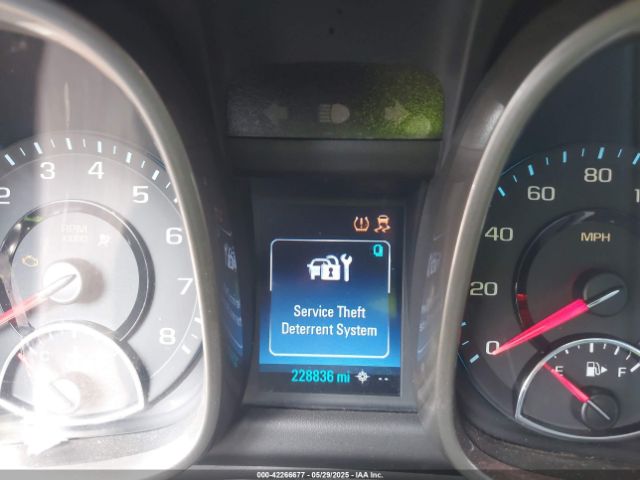 2 3 4 5 6 7 8
RPM
Service Theft
Deterrent System
228836 mi --
0 20 40 60 80
MPH
E F
000-42266677 - 05/29/2025 - IAA Inc.